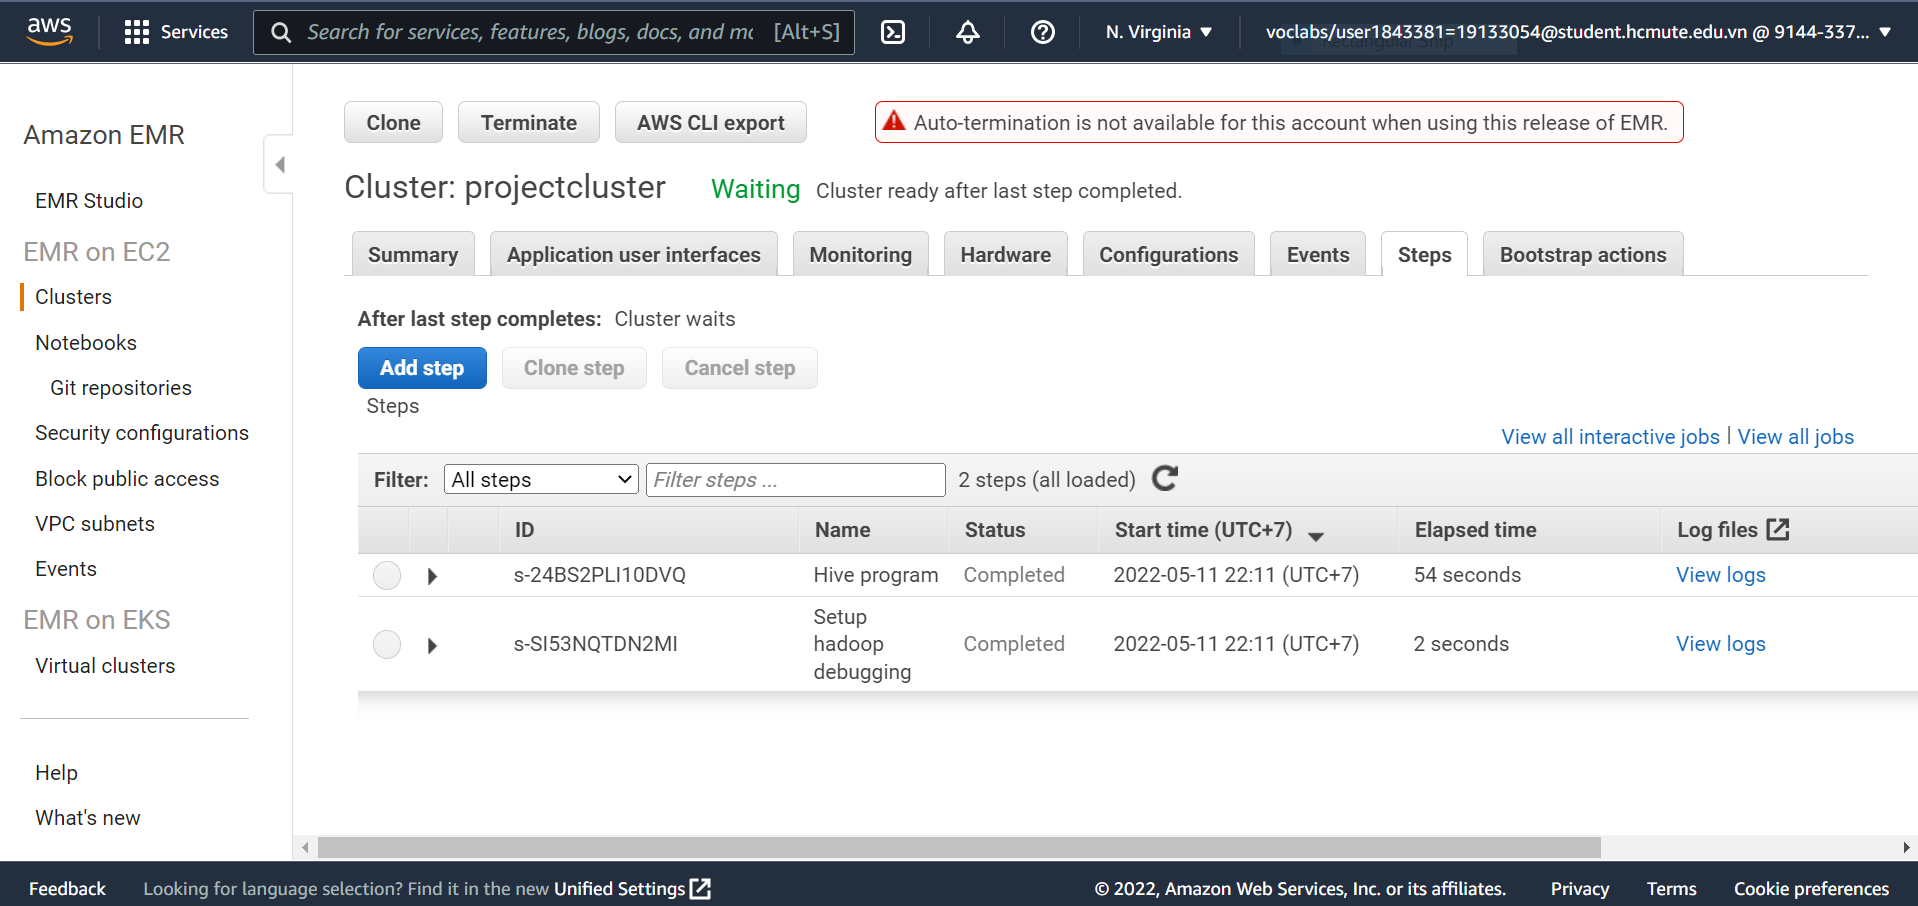 aws
Services
Search for services, features, blogs, docs, and mo [Alt+S]
N. Virginia
voclabs/user1843381=19133054@student.hcmute.edu.vn @ 9144-337...
Rectangular Snip
Amazon EMR
EMR Studio
EMR on EC2
Clusters
Notebooks
Git repositories
Security configurations
Block public access
VPC subnets
Events
EMR on EKS
Virtual clusters
Help
What's new
Clone
Terminate
AWS CLI export
Auto-termination is not available for this account when using this release of EMR.
Cluster: projectcluster Waiting Cluster ready after last step completed.
Summary Application user interfaces Monitoring Hardware Configurations Events Steps Bootstrap actions
After last step completes: Cluster waits
Add step Clone step Cancel step
Steps
View all interactive jobs | View all jobs
Filter: All steps Filter steps ... 2 steps (all loaded)
ID Name Status Start time (UTC+7) Elapsed time Log files
s-24BS2PLI10DVQ Hive program Completed 2022-05-11 22:11 (UTC+7) 54 seconds View logs
Setup
s-SI53NQTDN2MI hadoop Completed 2022-05-11 22:11 (UTC+7) 2 seconds View logs
debugging
Feedback Looking for language selection? Find it in the new Unified Settings © 2022, Amazon Web Services, Inc. or its affiliates. Privacy Terms Cookie preferences